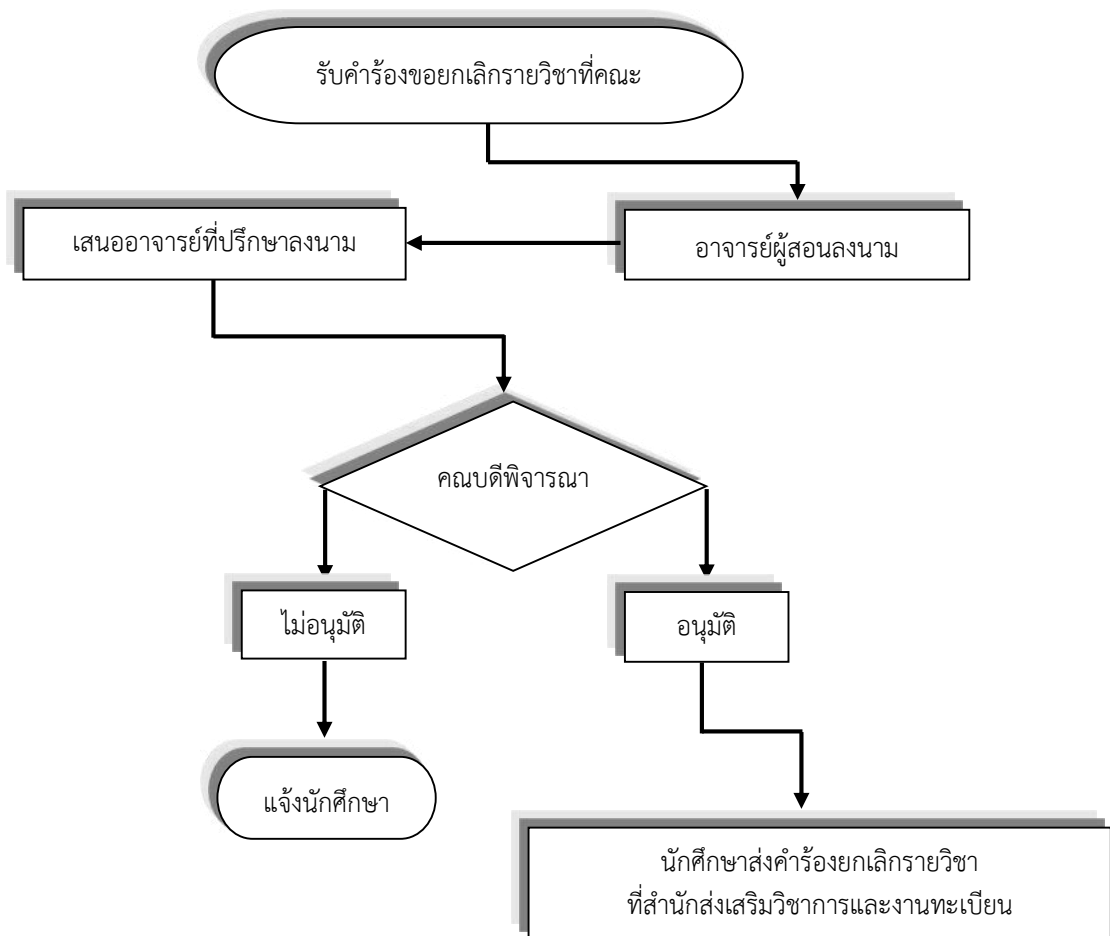 รับคำร้องขอยกเลิกรายวิชาที่คณะ
อาจารย์ผู้สอนลงนาม
เสนออาจารย์ที่ปรึกษาลงนาม
คณบดีพิจารณา
ไม่อนุมัติ
อนุมัติ
แจ้งนักศึกษา
นักศึกษาส่งคำร้องยกเลิกรายวิชา
ที่สำนักส่งเสริมวิชาการและงานทะเบียน